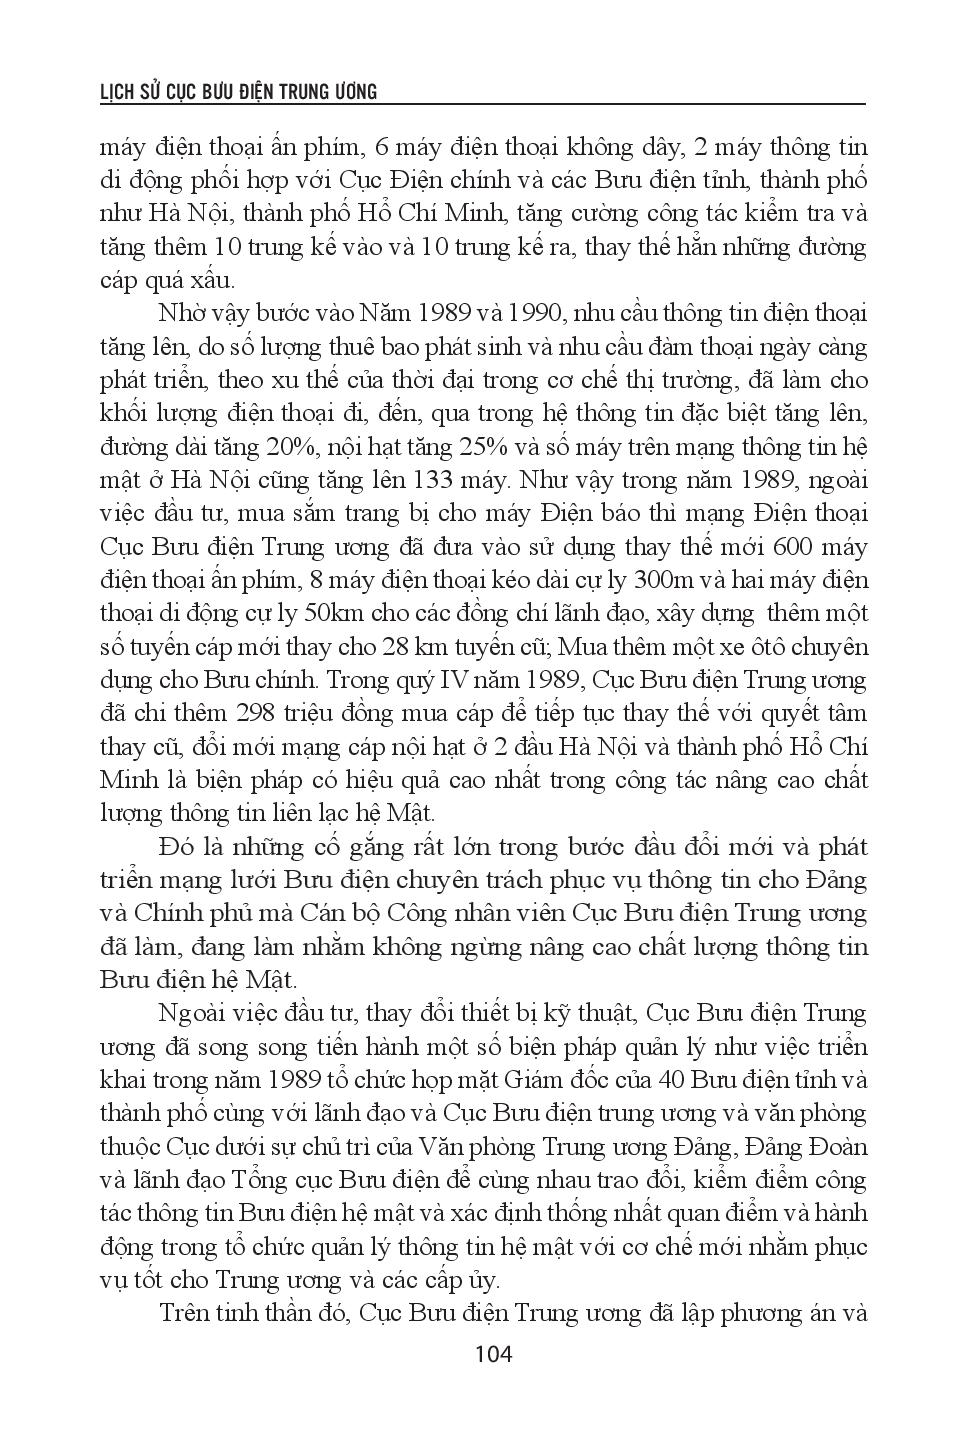 LỊCH SỬ CỤC BƯU ĐIỆN TRUNG ƯƠNG
máy điện thoại ấn phím, 6 máy điện thoại không dây, 2 máy thông tin
di động phối hợp với Cục Điện chính và các Bưu điện tỉnh, thành phố
như Hà Nội, thành phố Hồ Chí Minh, tăng cường công tác kiểm tra và
tăng thêm 10 trung kế vào và 10 trung kế ra, thay thế hẳn những đường
cáp quá xấu.
Nhờ vậy bước vào Năm 1989 và 1990, nhu cầu thông tin điện thoại
tăng lên, do số lượng thuê bao phát sinh và nhu cầu đàm thoại ngày càng
phát triển, theo xu thế của thời đại trong cơ chế thị trường, đã làm cho
khối lượng điện thoại đi, đến, qua trong hệ thông tin đặc biệt tăng lên,
đường dài tăng 20%, nội hạt tăng 25% và số máy trên mạng thông tin hệ
mật ở Hà Nội cũng tăng lên 133 máy. Như vậy trong năm 1989, ngoài
việc đầu tư, mua sắm trang bị cho máy Điện báo thì mạng Điện thoại
Cục Bưu điện Trung ương đã đưa vào sử dụng thay thế mới 600 máy
điện thoại ấn phím, 8 máy điện thoại kéo dài cự ly 300m và hai máy điện
thoại di động cự ly 50km cho các đồng chí lãnh đạo, xây dựng  thêm một
số tuyến cáp mới thay cho 28 km tuyến cũ; Mua thêm một xe ôtô chuyên
dụng cho Bưu chính. Trong quý IV năm 1989, Cục Bưu điện Trung ương
đã chi thêm 298 triệu đồng mua cáp để tiếp tục thay thế với quyết tâm
thay cũ, đổi mới mạng cáp nội hạt ở 2 đầu Hà Nội và thành phố Hồ Chí
Minh là biện pháp có hiệu quả cao nhất trong công tác nâng cao chất
lượng thông tin liên lạc hệ Mật.
Đó là những cố gắng rất lớn trong bước đầu đổi mới và phát
triển mạng lưới Bưu điện chuyên trách phục vụ thông tin cho Đảng
và Chính phủ mà Cán bộ Công nhân viên Cục Bưu điện Trung ương
đã làm, đang làm nhằm không ngừng nâng cao chất lượng thông tin
Bưu điện hệ Mật.
Ngoài việc đầu tư, thay đổi thiết bị kỹ thuật, Cục Bưu điện Trung
ương đã song song tiến hành một số biện pháp quản lý như việc triển
khai trong năm 1989 tổ chức họp mặt Giám đốc của 40 Bưu điện tỉnh và
thành phố cùng với lãnh đạo và Cục Bưu điện trung ương và văn phòng
thuộc Cục dưới sự chủ trì của Văn phòng Trung ương Đảng, Đảng Đoàn
và lãnh đạo Tổng cục Bưu điện để cùng nhau trao đổi, kiểm điểm công
tác thông tin Bưu điện hệ mật và xác định thống nhất quan điểm và hành
động trong tổ chức quản lý thông tin hệ mật với cơ chế mới nhằm phục
vụ tốt cho Trung ương và các cấp ủy.
Trên tinh thần đó, Cục Bưu điện Trung ương đã lập phương án và
104